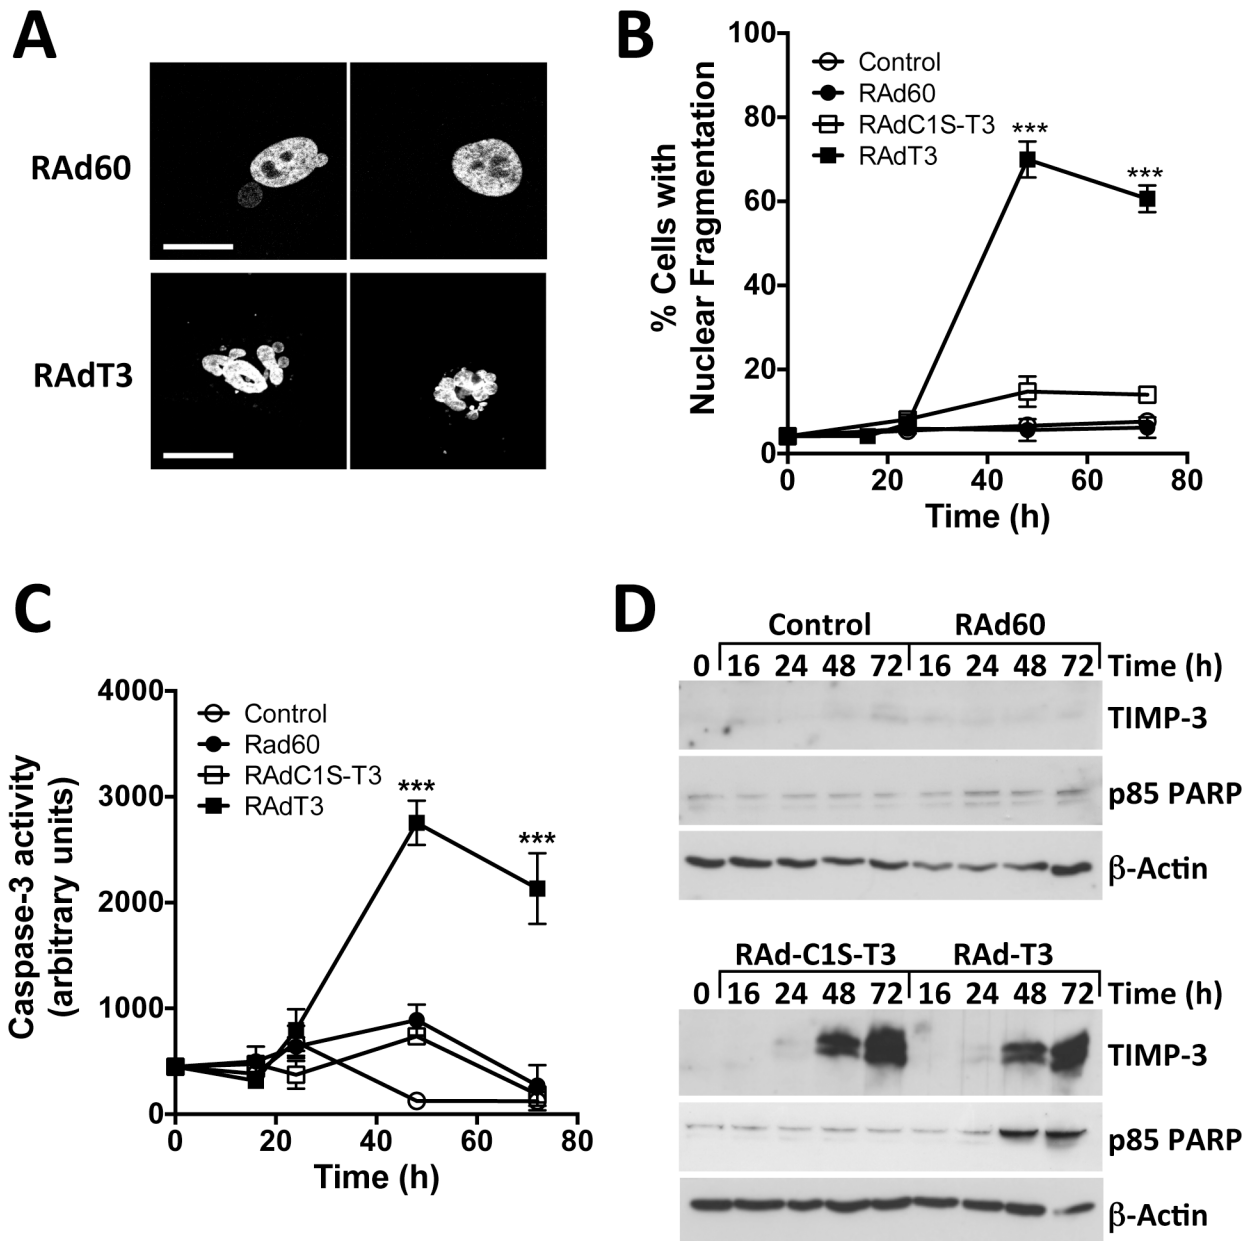 A
RAd60
RAdT3
B
100
80
60
40
20
0
% Cells with
Nuclear Fragmentation
Control
RAd60
RAdC1S-T3
RAdT3
***
***
0 20 40 60 80
Time (h)
C
4000
3000
2000
1000
0
Caspase-3 activity
(arbitrary units)
Control
Rad60
RAdC1S-T3
RAdT3
***
***
0 20 40 60 80
Time (h)
D
Control RAd60
0 16 24 48 72 16 24 48 72 Time (h)
TIMP-3
p85 PARP
β-Actin
RAd-C1S-T3 RAd-T3
0 16 24 48 72 16 24 48 72 Time (h)
TIMP-3
p85 PARP
β-Actin